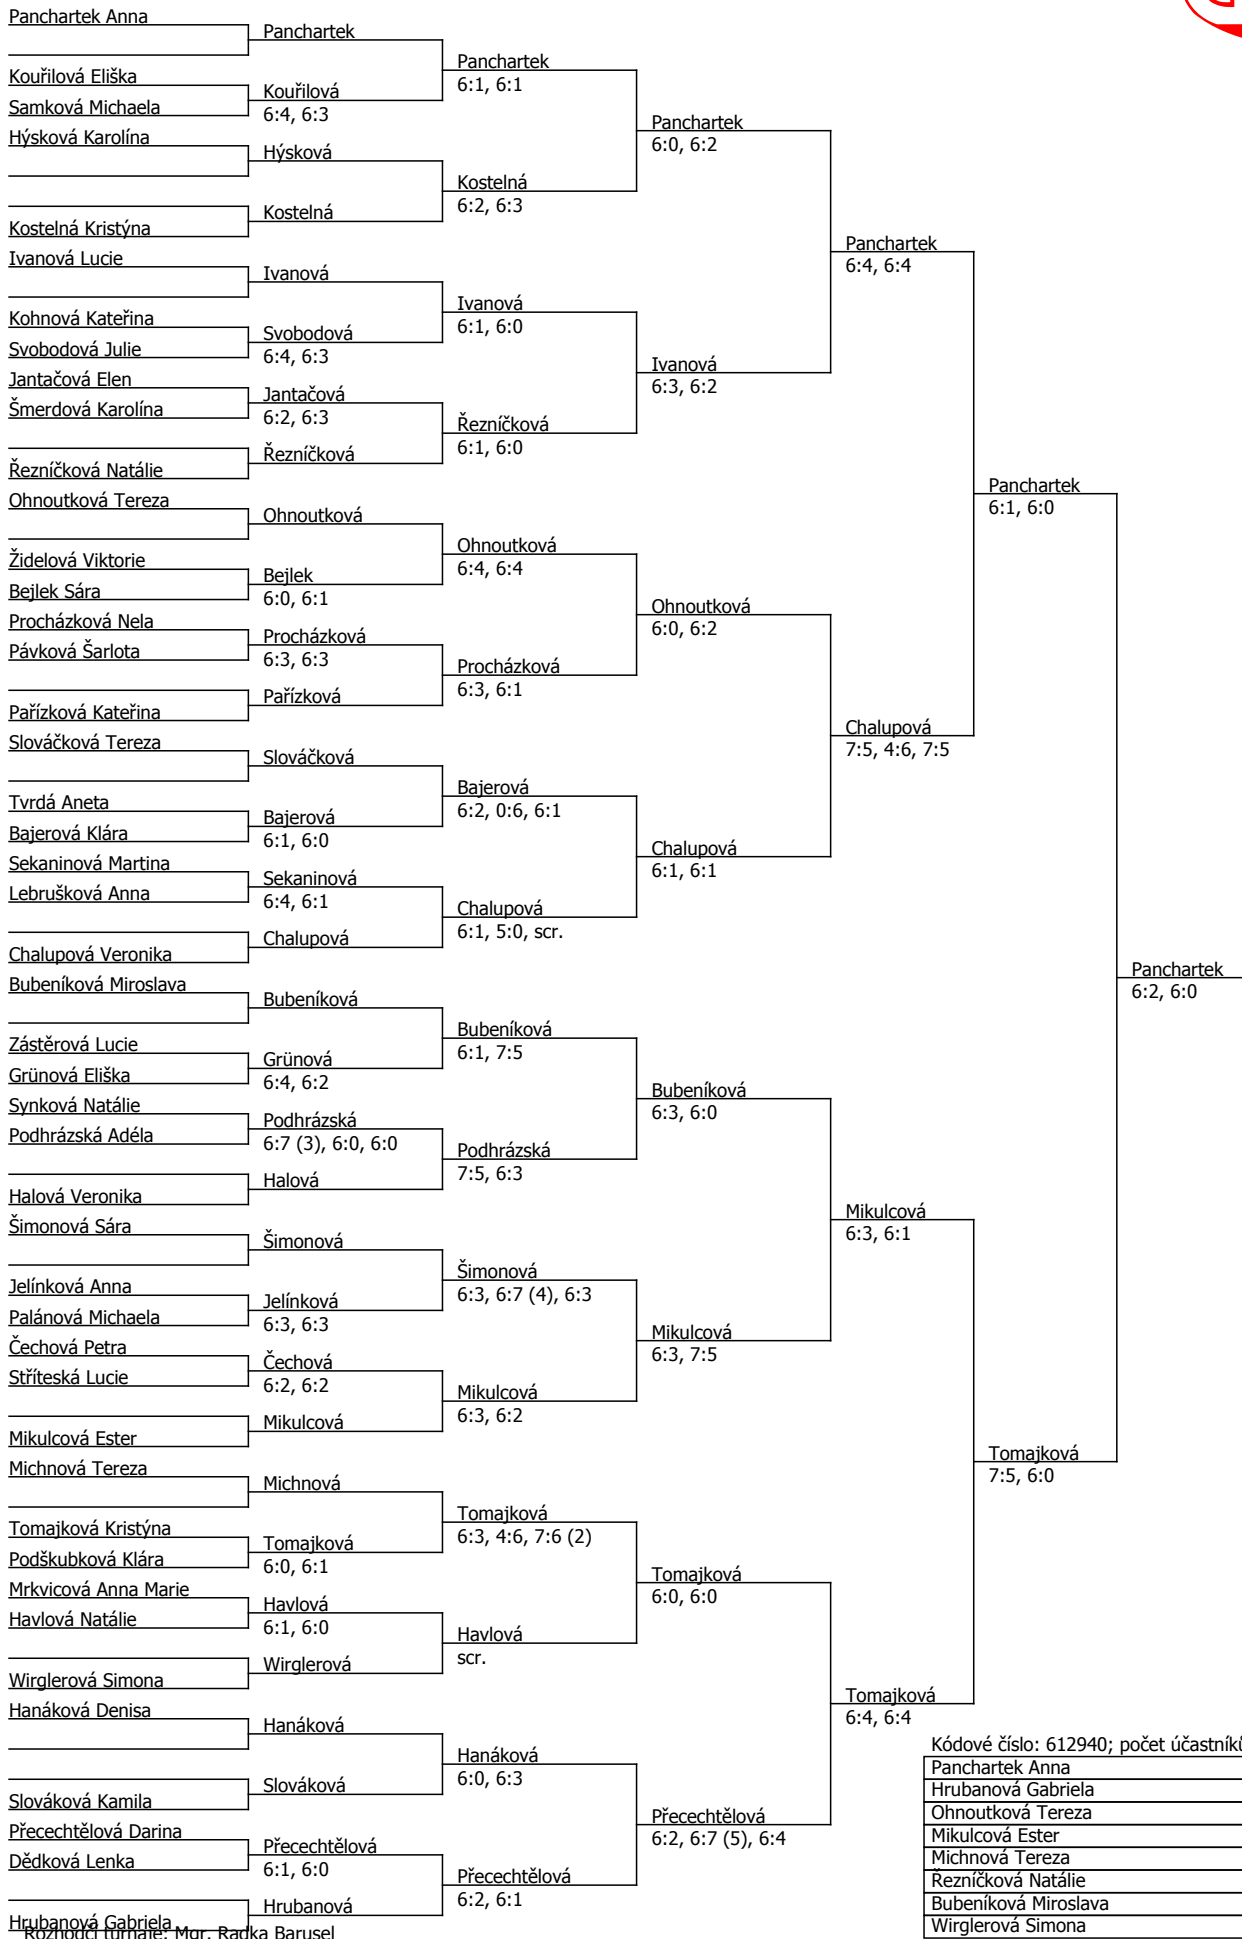 Panchartek Anna
Kouřilová Eliška
Samková Michaela
Hýsková Karolína
Kostelná Kristýna
Ivanová Lucie
Kohnová Kateřina
Svobodová Julie
Jantačová Elen
Šmerdová Karolína
Řezníčková Natálie
Ohnoutková Tereza
Židelová Viktorie
Bejlek Sára
Procházková Nela
Pávková Šarlota
Pařízková Kateřina
Slováčková Tereza
Tvrdá Aneta
Bajerová Klára
Sekaninová Martina
Lebrušková Anna
Chalupová Veronika
Bubeníková Miroslava
Zástěrová Lucie
Grünová Eliška
Synková Natálie
Podhrázská Adéla
Halová Veronika
Šimonová Sára
Jelínková Anna
Palánová Michaela
Čechová Petra
Stříteská Lucie
Mikulcová Ester
Michnová Tereza
Tomajková Kristýna
Podškubková Klára
Mrkvicová Anna Marie
Havlová Natálie
Wirglerová Simona
Hanáková Denisa
Slováková Kamila
Přecechtělová Darina
Dědková Lenka
Hrubanová Gabriela
Panchartek
Kouřilová
6:4, 6:3
Hýsková
Kostelná
Ivanová
Svobodová
6:4, 6:3
Jantačová
6:2, 6:3
Řezníčková
Ohnoutková
Bejlek
6:0, 6:1
Procházková
6:3, 6:3
Pařízková
Slováčková
Bajerová
6:1, 6:0
Sekaninová
6:4, 6:1
Chalupová
Bubeníková
Grünová
6:4, 6:2
Podhrázská
6:7 (3), 6:0, 6:0
Halová
Šimonová
Jelínková
6:3, 6:3
Čechová
6:2, 6:2
Mikulcová
Michnová
Tomajková
6:0, 6:1
Havlová
6:1, 6:0
Wirglerová
Hanáková
Slováková
Přecechtělová
6:1, 6:0
Hrubanová
Panchartek
6:1, 6:1
Kostelná
6:2, 6:3
Ivanová
6:1, 6:0
Řezníčková
6:1, 6:0
Ohnoutková
6:4, 6:4
Procházková
6:3, 6:1
Bajerová
6:2, 0:6, 6:1
Chalupová
6:1, 5:0, scr.
Bubeníková
6:1, 7:5
Podhrázská
7:5, 6:3
Šimonová
6:3, 6:7 (4), 6:3
Mikulcová
6:3, 6:2
Tomajková
6:3, 4:6, 7:6 (2)
Havlová
scr.
Hanáková
6:0, 6:3
Přecechtělová
6:2, 6:1
Panchartek
6:0, 6:2
Ivanová
6:3, 6:2
Ohnoutková
6:0, 6:2
Chalupová
6:1, 6:1
Bubeníková
6:3, 6:0
Mikulcová
6:3, 7:5
Tomajková
6:0, 6:0
Přecechtělová
6:2, 6:7 (5), 6:4
Panchartek
6:4, 6:4
Chalupová
7:5, 4:6, 7:5
Mikulcová
6:3, 6:1
Tomajková
6:4, 6:4
Panchartek
6:1, 6:0
Tomajková
7:5, 6:0
Panchartek
6:2, 6:0
Kódové číslo: 612940; počet účastníků
Panchartek Anna
Hrubanová Gabriela
Ohnoutková Tereza
Mikulcová Ester
Michnová Tereza
Řezníčková Natálie
Bubeníková Miroslava
Wirglerová Simona
Rozhodčí turnaje: Mgr. Radka Barusel